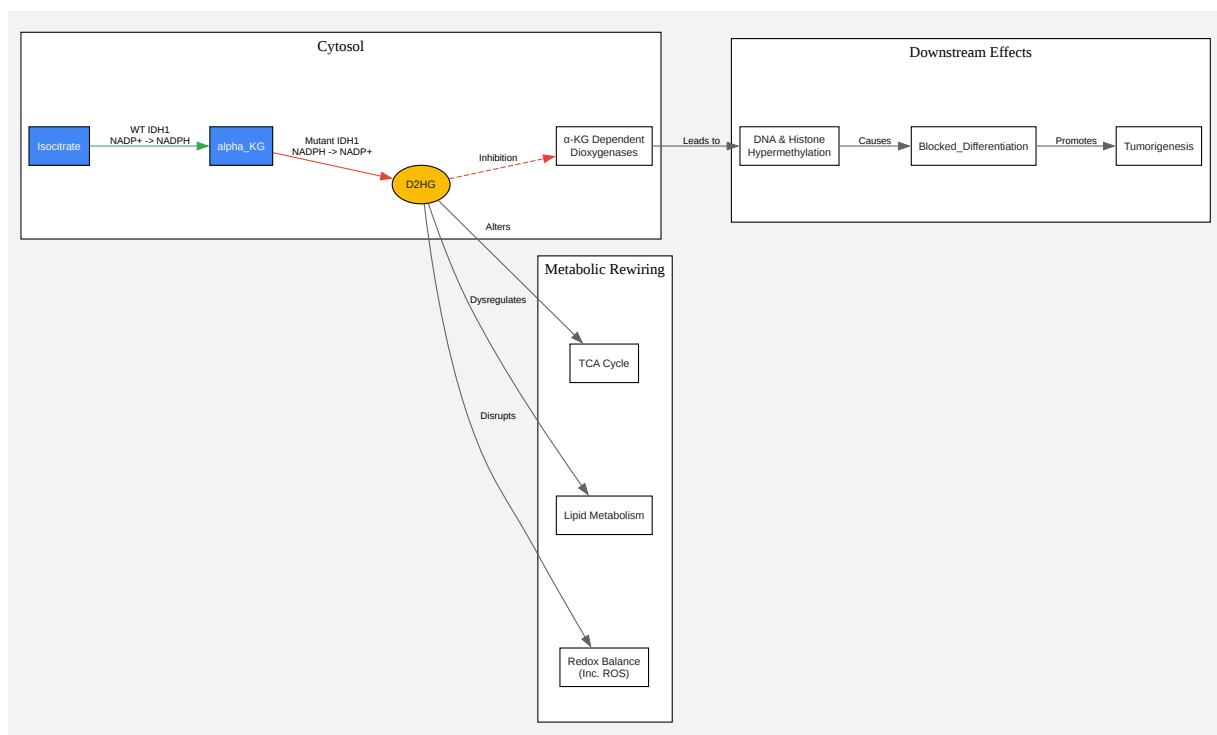 Cytosol
Downstream Effects
Isocitrate
WT IDH1
NADP+ -> NADPH
alpha_KG
Mutant IDH1
NADPH -> NADP+
D2HG
Inhibition
α-KG Dependent
Dioxygenases
Leads to
DNA & Histone
Hypermethylation
Causes
Blocked_Differentiation
Promotes
Tumorigenesis
Alters
Metabolic Rewiring
Dysregulates
TCA Cycle
Disrupts
Lipid Metabolism
Redox Balance
(Inc. ROS)